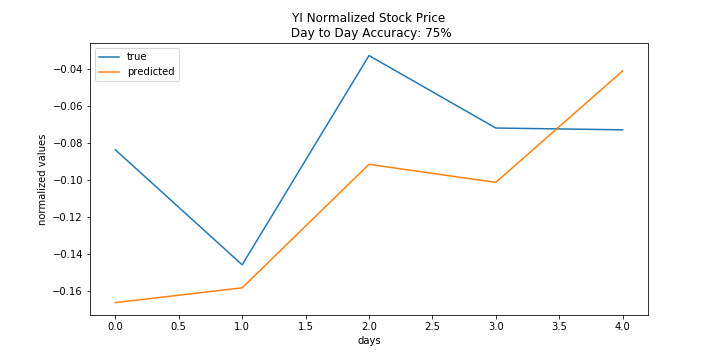 YI Normalized Stock Price
Day to Day Accuracy: 75%
true
predicted
normalized values
−0.04
−0.06
−0.08
−0.10
−0.12
−0.14
−0.16
0.0 0.5 1.0 1.5 2.0 2.5 3.0 3.5 4.0
days